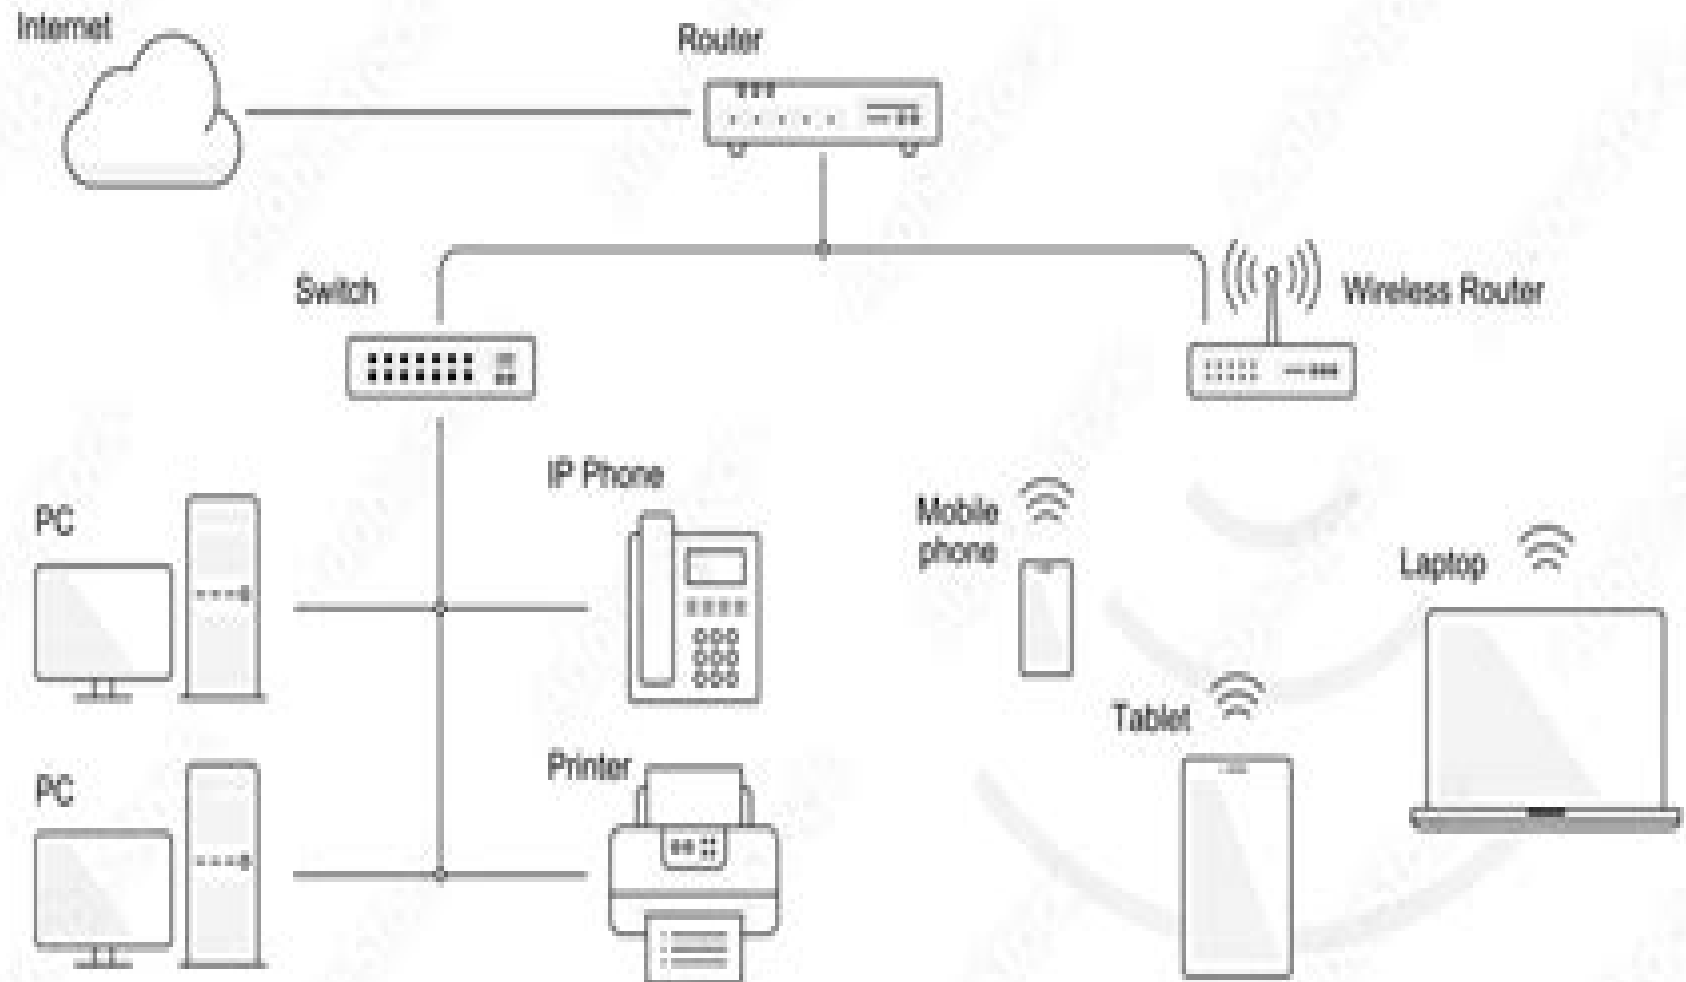 Internet
Router
Switch
Wireless Router
IP Phone
PC
Mobile
phone
Laptop
Tablet
Printer
PC